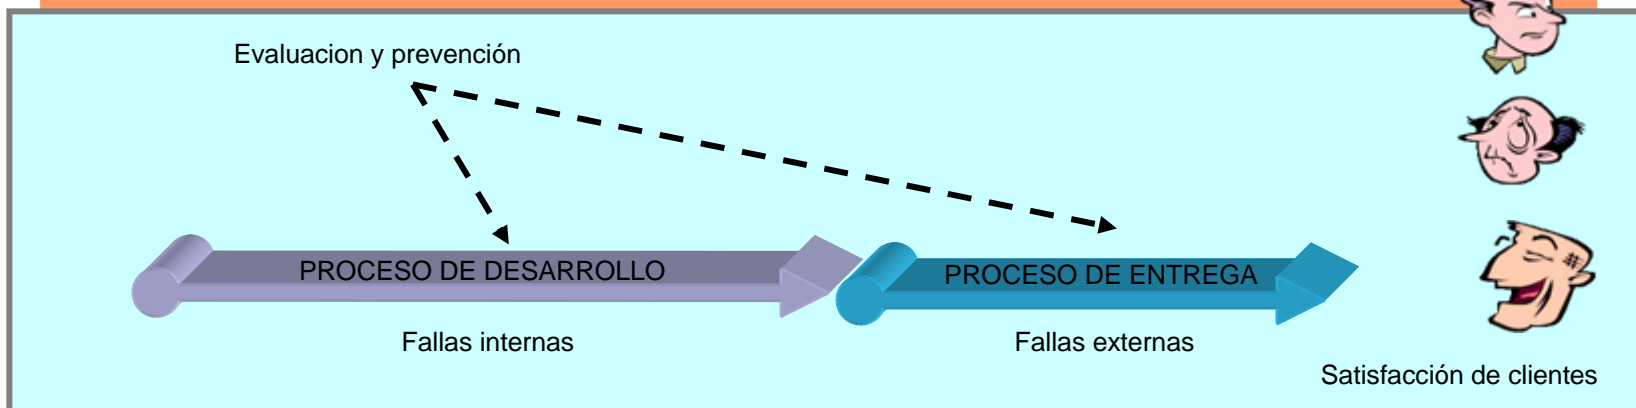 Evaluacion y prevención
PROCESO DE DESARROLLO
PROCESO DE ENTREGA
Fallas internas
Fallas externas
Satisfacción de clientes